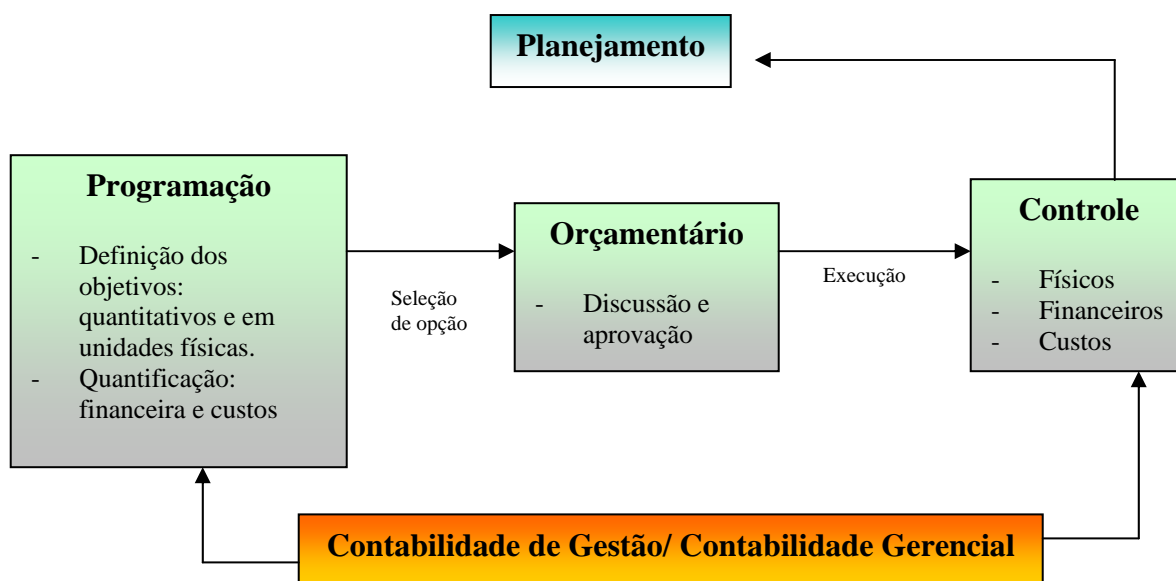 Planejamento
Programação
- Definição dos
objetivos:
quantitativos e em
unidades físicas.
- Quantificação:
financeira e custos
Seleção
de opção
Orçamentário
- Discussão e
aprovação
Execução
Controle
- Físicos
- Financeiros
- Custos
Contabilidade de Gestão/ Contabilidade Gerencial